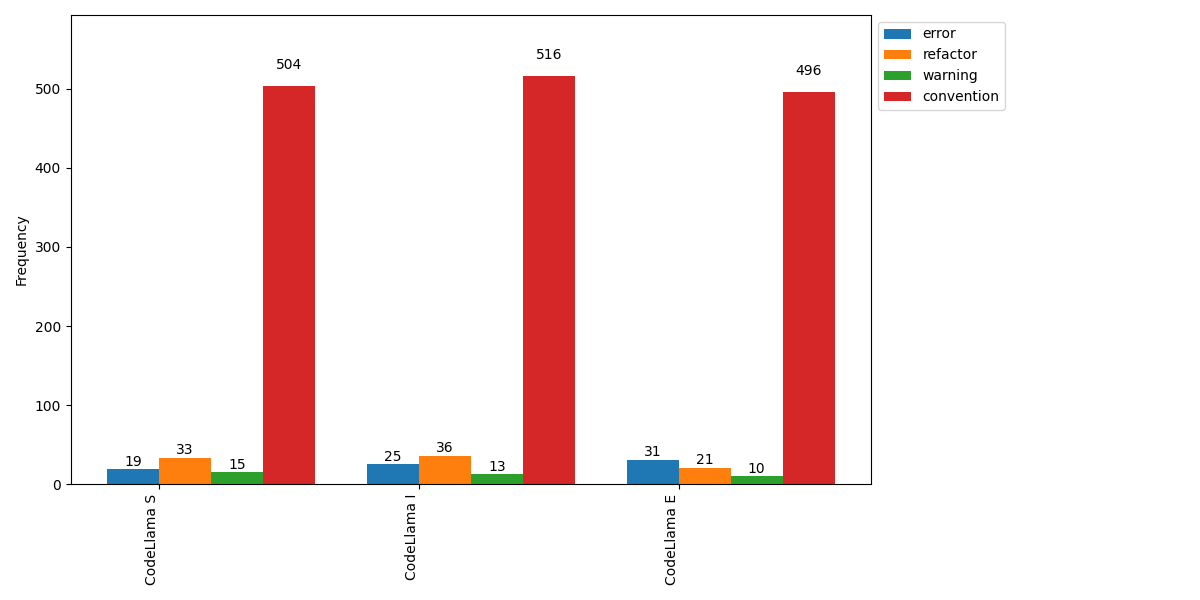 Frequency
500
400
300
200
100
0
504
516
496
19
33
15
25
36
13
31
21
10
CodeLlama S
CodeLlama I
CodeLlama E
error
refactor
warning
convention